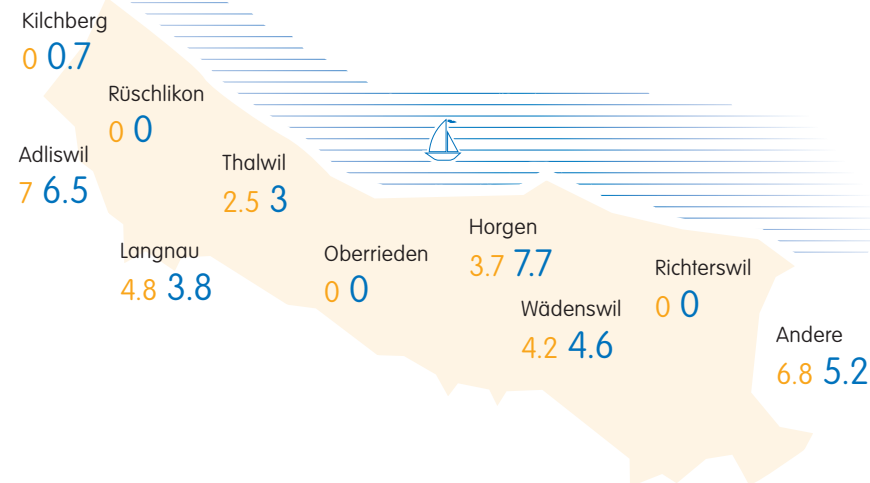 Kilchberg
0 0.7
Rüschlikon
0 0
Adliswil
7 6.5
Thalwil
2.5 3
Langnau
4.8 3.8
Oberrieden
0 0
Horgen
3.7 7.7
Wädenswil
4.2 4.6
Richterswil
0 0
Andere
6.8 5.2